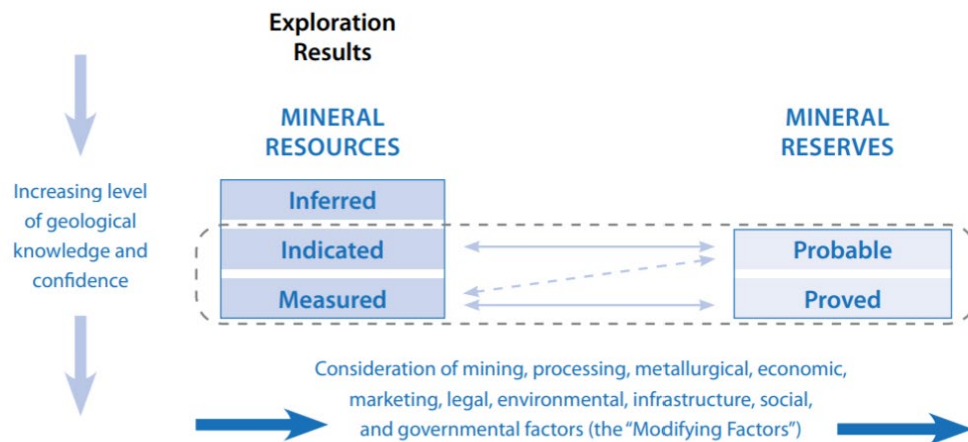 Exploration
Results
MINERAL
RESOURCES
MINERAL
RESERVES
Increasing level
of geological
knowledge and
confidence
Inferred
Indicated
Measured
Probable
Proved
Consideration of mining, processing, metallurgical, economic,
marketing, legal, environmental, infrastructure, social,
and governmental factors (the “Modifying Factors”)